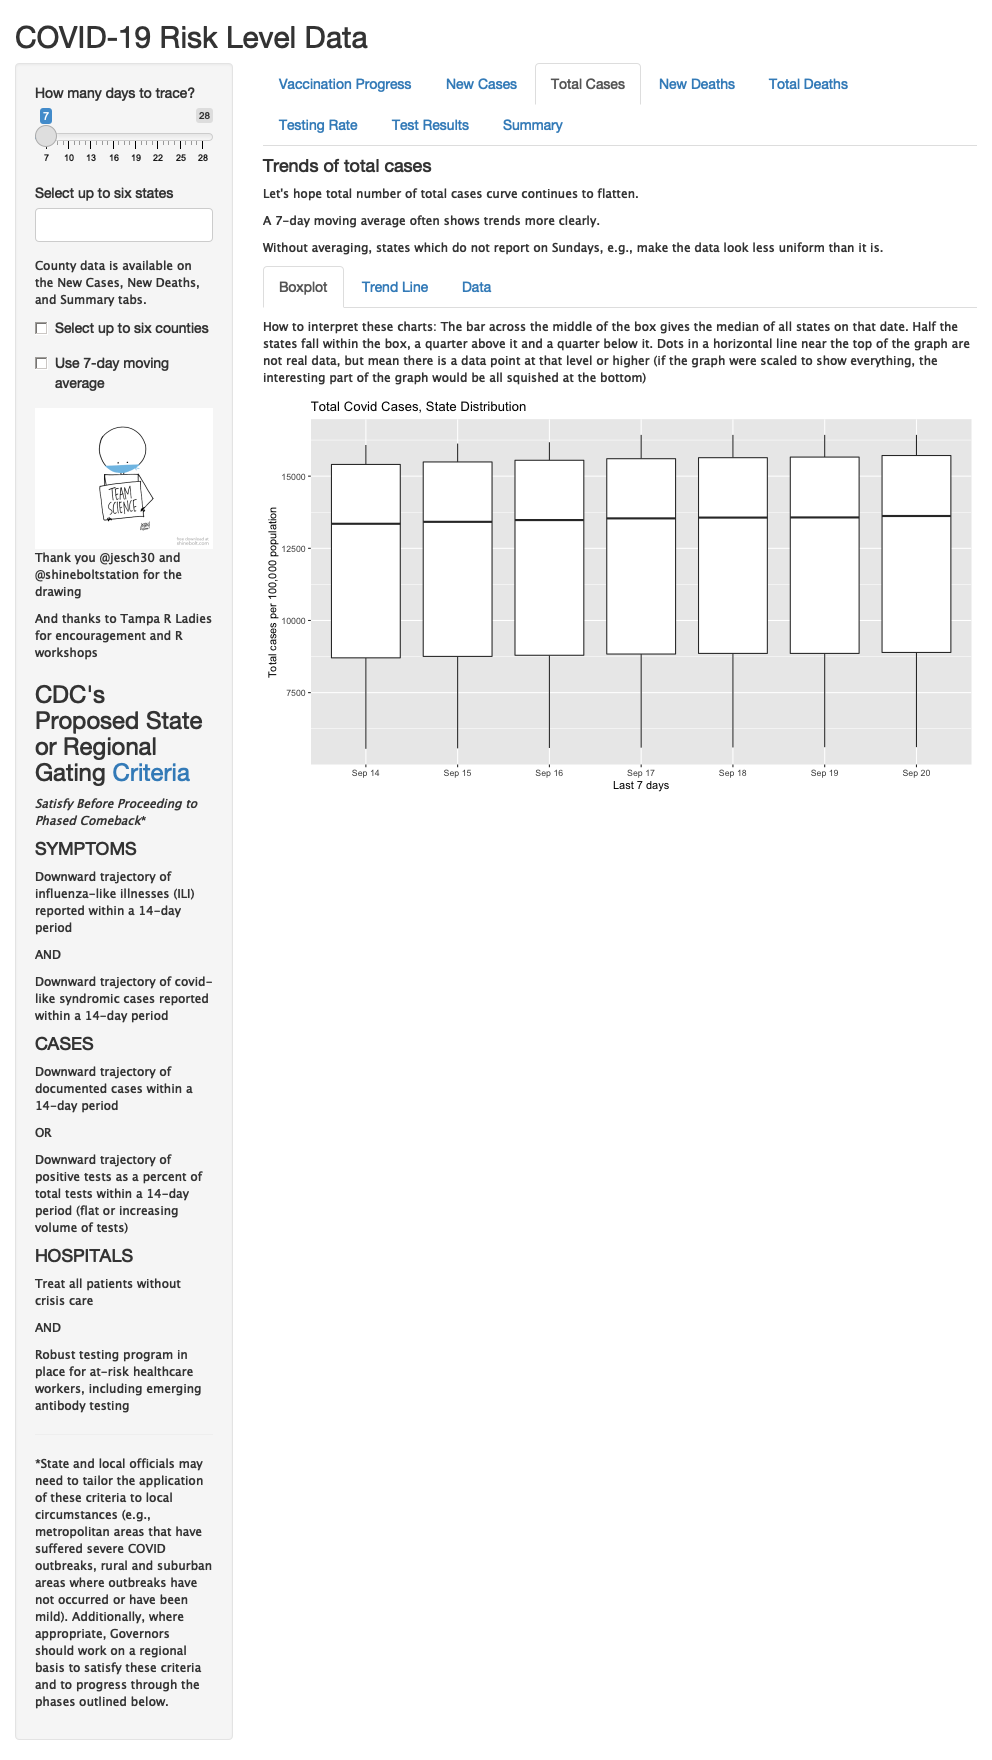 COVID-19 Risk Level Data
How many days to trace?
7
28
7 10 13 16 19 22 25 28
Select up to six states
County data is available on
the New Cases, New Deaths,
and Summary tabs.
Select up to six counties
Use 7-day moving
average
TEAM
SCIENCE
free download at
shinebolt.com
Thank you @jesch30 and
@shineboltstation for the
drawing
And thanks to Tampa R Ladies
for encouragement and R
workshops
CDC's
Proposed State
or Regional
Gating Criteria
Satisfy Before Proceeding to
Phased Comeback*
SYMPTOMS
Downward trajectory of
influenza-like illnesses (ILI)
reported within a 14-day
period
AND
Downward trajectory of covid-
like syndromic cases reported
within a 14-day period
CASES
Downward trajectory of
documented cases within a
14-day period
OR
Downward trajectory of
positive tests as a percent of
total tests within a 14-day
period (flat or increasing
volume of tests)
HOSPITALS
Treat all patients without
crisis care
AND
Robust testing program in
place for at-risk healthcare
workers, including emerging
antibody testing
*State and local officials may
need to tailor the application
of these criteria to local
circumstances (e.g.,
metropolitan areas that have
suffered severe COVID
outbreaks, rural and suburban
areas where outbreaks have
not occurred or have been
mild). Additionally, where
appropriate, Governors
should work on a regional
basis to satisfy these criteria
and to progress through the
phases outlined below.
Vaccination Progress New Cases Total Cases New Deaths Total Deaths
Testing Rate Test Results Summary
Trends of total cases
Let's hope total number of total cases curve continues to flatten.
A 7-day moving average often shows trends more clearly.
Without averaging, states which do not report on Sundays, e.g., make the data look less uniform than it is.
Boxplot Trend Line Data
How to interpret these charts: The bar across the middle of the box gives the median of all states on that date. Half the
states fall within the box, a quarter above it and a quarter below it. Dots in a horizontal line near the top of the graph are
not real data, but mean there is a data point at that level or higher (if the graph were scaled to show everything, the
interesting part of the graph would be all squished at the bottom)
Total Covid Cases, State Distribution
Total cases per 100,000 population
15000
12500
10000
7500
Sep 14 Sep 15 Sep 16 Sep 17 Sep 18 Sep 19 Sep 20
Last 7 days